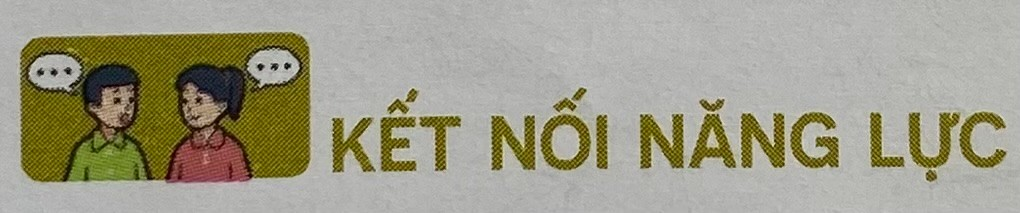 KẾT NỐI NĂNG LỰC